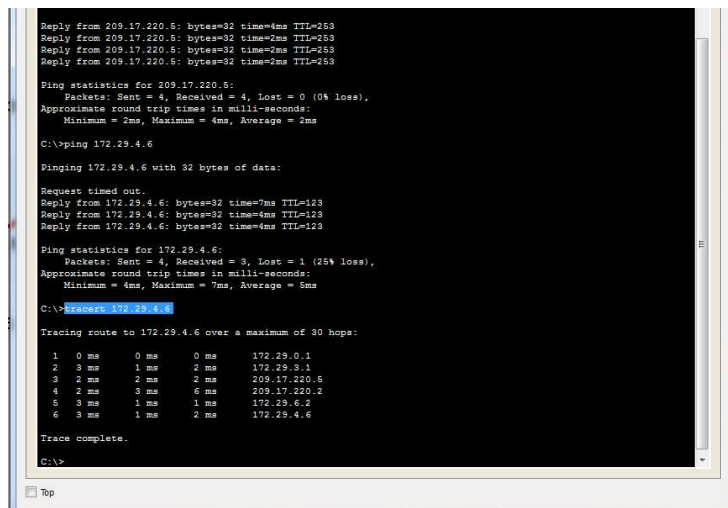 Reply from 209.17.220.5: bytes=32 time=4ms TTL=253
Reply from 209.17.220.5: bytes=32 time=2ms TTL=253
Reply from 209.17.220.5: bytes=32 time=2ms TTL=253
Reply from 209.17.220.5: bytes=32 time=2ms TTL=253
Ping statistics for 209.17.220.5:
Packets: Sent = 4, Received = 4, Lost = 0 (0% loss),
Approximate round trip times in milli-seconds:
Minimum = 2ms, Maximum = 4ms, Average = 2ms
C:\>ping 172.29.4.6
Pinging 172.29.4.6 with 32 bytes of data:
Request timed out.
Reply from 172.29.4.6: bytes=32 time=7ms TTL=123
Reply from 172.29.4.6: bytes=32 time=4ms TTL=123
Reply from 172.29.4.6: bytes=32 time=4ms TTL=123
Ping statistics for 172.29.4.6:
Packets: Sent = 4, Received = 3, Lost = 1 (25% loss),
Approximate round trip times in milli-seconds:
Minimum = 4ms, Maximum = 7ms, Average = 5ms
C:\>tracert 172.29.4.6
Tracing route to 172.29.4.6 over a maximum of 30 hops:
1 0 ms 0 ms 0 ms 172.29.0.1
2 3 ms 1 ms 2 ms 172.29.3.1
3 2 ms 2 ms 2 ms 209.17.220.5
4 2 ms 3 ms 6 ms 209.17.220.2
5 3 ms 1 ms 1 ms 172.29.6.2
6 3 ms 1 ms 2 ms 172.29.4.6
Trace complete.
C:\>
Top